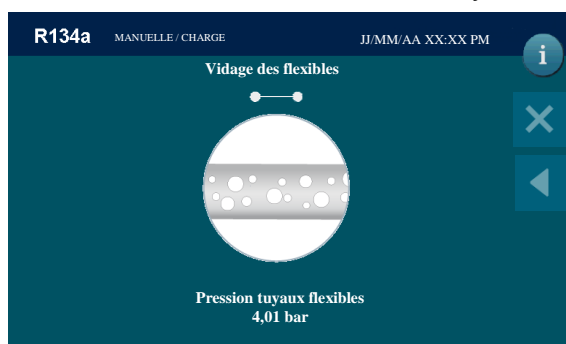 R134a MANUELLE / CHARGE JJ/MM/AA XX:XX PM
i
Vidage des flexibles
Pression tuyaux flexibles
4,01 bar